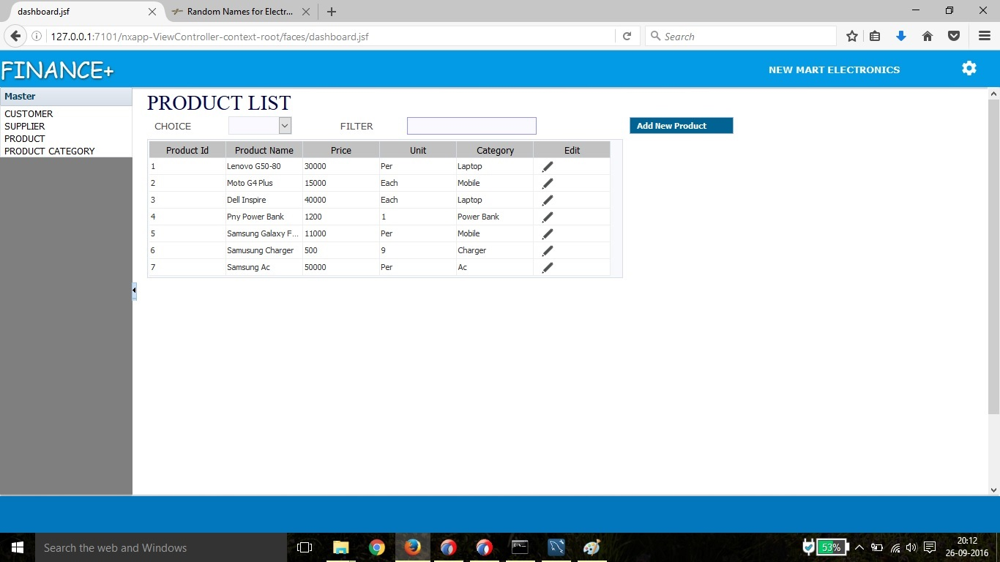 dashboard.jsf
Random Names for Electr...
127.0.0.1:7101/nxapp-ViewController-context-root/faces/dashboard.jsf
Search
FINANCE+
NEW MART ELECTRONICS
Master
CUSTOMER
SUPPLIER
PRODUCT
PRODUCT CATEGORY
PRODUCT LIST
CHOICE FILTER Add New Product
Product Id Product Name Price Unit Category Edit
1 Lenovo G50-80 30000 Per Laptop
2 Moto G4 Plus 15000 Each Mobile
3 Dell Inspire 40000 Each Laptop
4 Pny Power Bank 1200 1 Power Bank
5 Samsung Galaxy F... 11000 Per Mobile
6 Samusung Charger 500 9 Charger
7 Samsung Ac 50000 Per Ac
Search the web and Windows
53%
20:12
26-09-2016